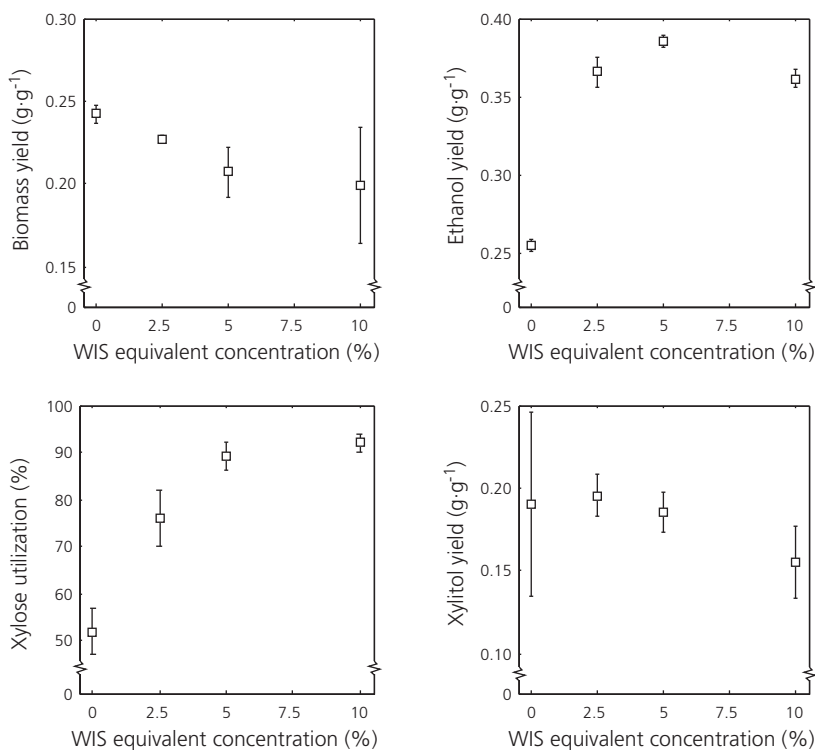 0.30
0.25
0.20
0.15
0
Biomass yield (g·g⁻¹)
0 2.5 5 7.5 10
WIS equivalent concentration (%)
0.40
0.35
0.30
0.25
0
Ethanol yield (g·g⁻¹)
0 2.5 5 7.5 10
WIS equivalent concentration (%)
100
90
80
70
60
50
0
Xylose utilization (%)
0 2.5 5 7.5 10
WIS equivalent concentration (%)
0.25
0.20
0.15
0.10
0
Xylitol yield (g·g⁻¹)
0 2.5 5 7.5 10
WIS equivalent concentration (%)